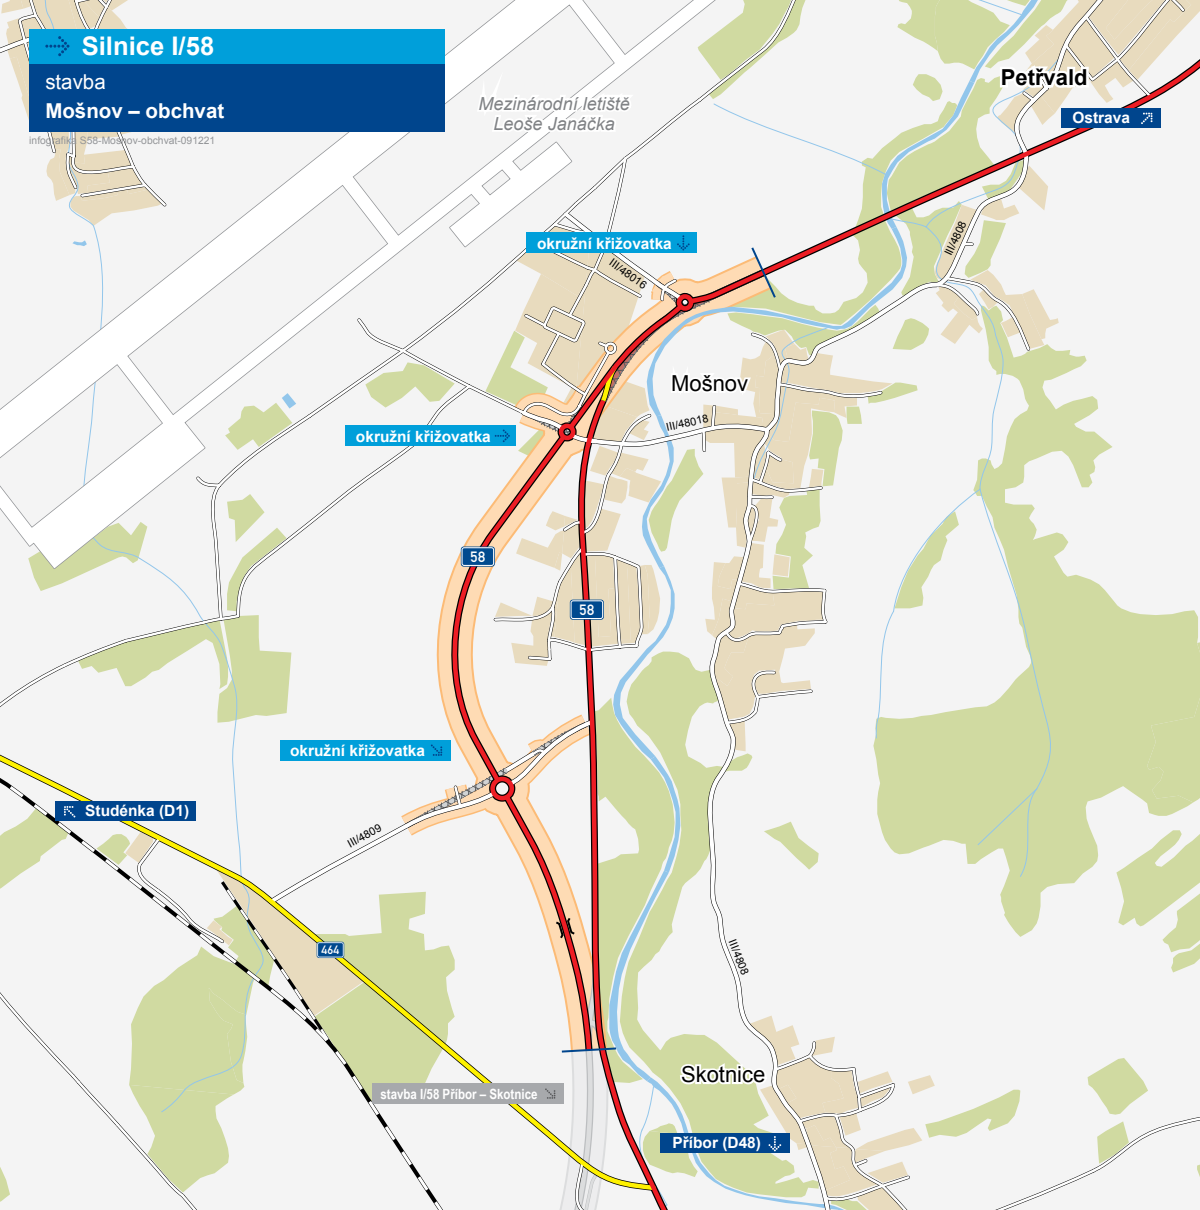 Silnice I/58
stavba
Mošnov – obchvat
infografika S58-Mosnov-obchvat-091221
Mezinárodní letiště
Leoše Janáčka
Petřvald
Ostrava
okružní křižovatka
III/4808
III/48016
Mošnov
III/48018
okružní křižovatka
58
58
okružní křižovatka
Studénka (D1)
III/4809
464
III/4808
Skotnice
stavba I/58 Příbor – Skotnice
Příbor (D48)